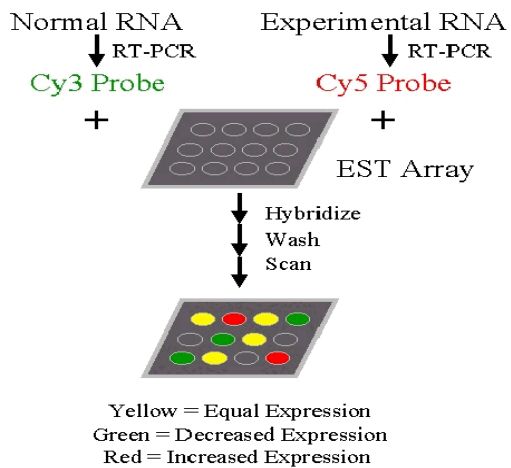 Normal RNA
Experimental RNA
RT-PCR
RT-PCR
Cy3 Probe
Cy5 Probe
+
+
EST Array
Hybridize
Wash
Scan
Yellow = Equal Expression
Green = Decreased Expression
Red = Increased Expression